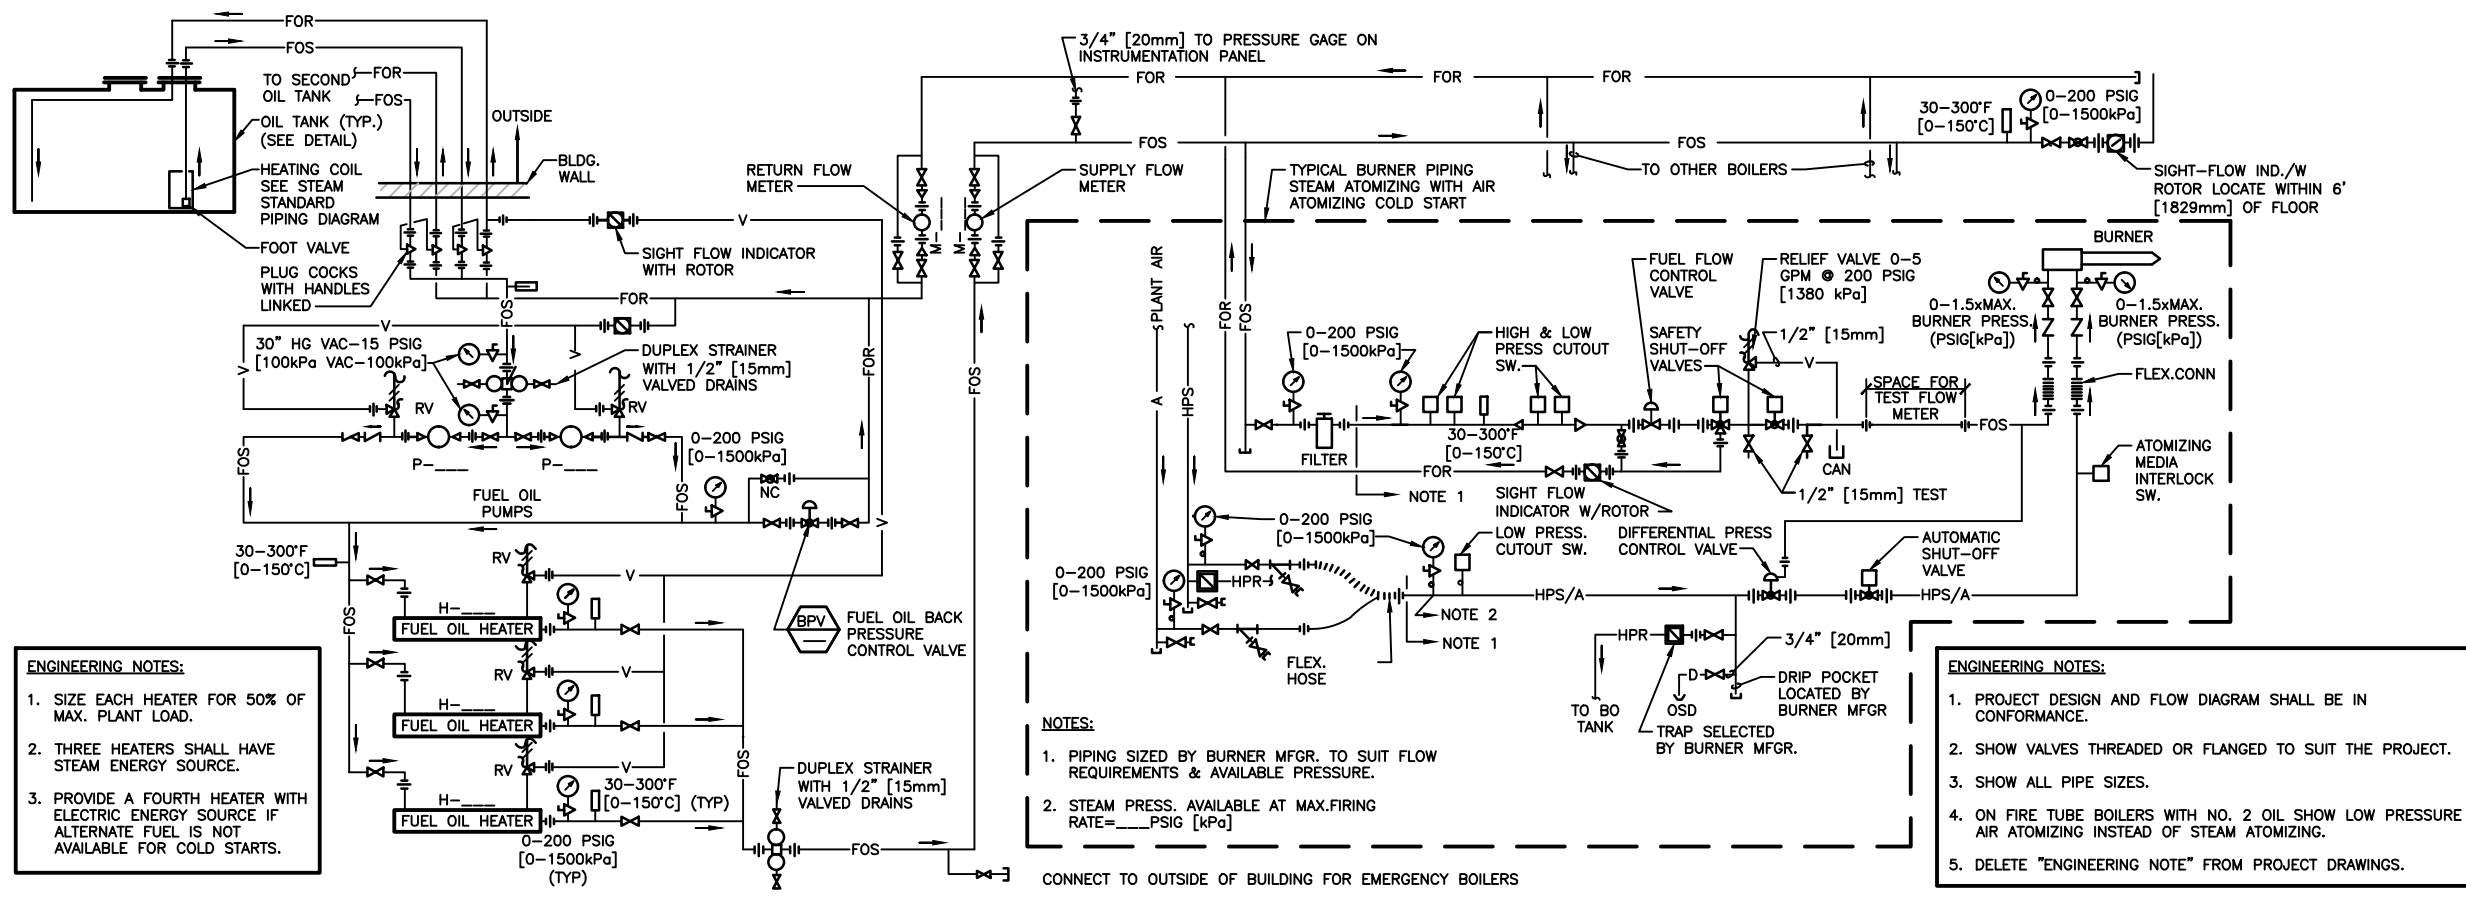 FOR
FOS
TO SECOND
OIL TANK
FOR
FOS
OIL TANK (TYP.)
(SEE DETAIL)
OUTSIDE
HEATING COIL
SEE STEAM
STANDARD
PIPING DIAGRAM
BLDG.
WALL
FOOT VALVE
PLUG COCKS
WITH HANDLES
LINKED
V
SIGHT FLOW INDICATOR
WITH ROTOR
RETURN FLOW
METER
M-___
M-___
SUPPLY FLOW
METER
FOR
FOS
V
V
V
V
30" HG VAC-15 PSIG
[100kPa VAC-100kPa]
DUPLEX STRAINER
WITH 1/2" [15mm]
VALVED DRAINS
RV
RV
P-___
P-___
FOS
FOS
FOR
FOS
0-200 PSIG
[0-1500kPa]
NC
FUEL OIL
PUMPS
30-300°F
[0-150°C]
FOS
RV
V
H-___
FUEL OIL HEATER
RV
V
H-___
FUEL OIL HEATER
RV
V
H-___
FUEL OIL HEATER
30-300°F
[0-150°C] (TYP)
0-200 PSIG
[0-1500kPa]
(TYP)
BPV
FUEL OIL BACK
PRESSURE
CONTROL VALVE
FOS
DUPLEX STRAINER
WITH 1/2" [15mm]
VALVED DRAINS
FOS
ENGINEERING NOTES:
1. SIZE EACH HEATER FOR 50% OF
MAX. PLANT LOAD.
2. THREE HEATERS SHALL HAVE
STEAM ENERGY SOURCE.
3. PROVIDE A FOURTH HEATER WITH
ELECTRIC ENERGY SOURCE IF
ALTERNATE FUEL IS NOT
AVAILABLE FOR COLD STARTS.
3/4" [20mm] TO PRESSURE GAGE ON
INSTRUMENTATION PANEL
FOR
FOR
FOR
FOS
FOS
TYPICAL BURNER PIPING
STEAM ATOMIZING WITH AIR
ATOMIZING COLD START
TO OTHER BOILERS
30-300°F
[0-150°C]
0-200 PSIG
[0-1500kPa]
SIGHT-FLOW IND./W
ROTOR LOCATE WITHIN 6'
[1829mm] OF FLOOR
PLANT AIR
A
HPS
FOR
FOS
0-200 PSIG
[0-1500kPa]
HIGH & LOW
PRESS CUTOUT
SW.
FUEL FLOW
CONTROL
VALVE
SAFETY
SHUT-OFF
VALVES
RELIEF VALVE 0-5
GPM @ 200 PSIG
[1380 kPa]
1/2" [15mm]
V
BURNER
0-1.5xMAX.
BURNER PRESS.
(PSIG[kPa])
0-1.5xMAX.
BURNER PRESS.
(PSIG[kPa])
FLEX.CONN
SPACE FOR
TEST FLOW
METER
FOS
FILTER
30-300°F
[0-150°C]
CAN
FOR
NOTE 1
SIGHT FLOW
INDICATOR W/ROTOR
1/2" [15mm] TEST
ATOMIZING
MEDIA
INTERLOCK
SW.
0-200 PSIG
[0-1500kPa]
LOW PRESS.
CUTOUT SW.
DIFFERENTIAL PRESS
CONTROL VALVE
AUTOMATIC
SHUT-OFF
VALVE
0-200 PSIG
[0-1500kPa]
HPR
HPS/A
HPS/A
NOTE 2
NOTE 1
FLEX.
HOSE
HPR
3/4" [20mm]
D
OSD
TO BO
TANK
DRIP POCKET
LOCATED BY
BURNER MFGR
TRAP SELECTED
BY BURNER MFGR.
NOTES:
1. PIPING SIZED BY BURNER MFGR. TO SUIT FLOW
REQUIREMENTS & AVAILABLE PRESSURE.
2. STEAM PRESS. AVAILABLE AT MAX.FIRING
RATE=___PSIG [kPa]
CONNECT TO OUTSIDE OF BUILDING FOR EMERGENCY BOILERS
ENGINEERING NOTES:
1. PROJECT DESIGN AND FLOW DIAGRAM SHALL BE IN
CONFORMANCE.
2. SHOW VALVES THREADED OR FLANGED TO SUIT THE PROJECT.
3. SHOW ALL PIPE SIZES.
4. ON FIRE TUBE BOILERS WITH NO. 2 OIL SHOW LOW PRESSURE
AIR ATOMIZING INSTEAD OF STEAM ATOMIZING.
5. DELETE "ENGINEERING NOTE" FROM PROJECT DRAWINGS.